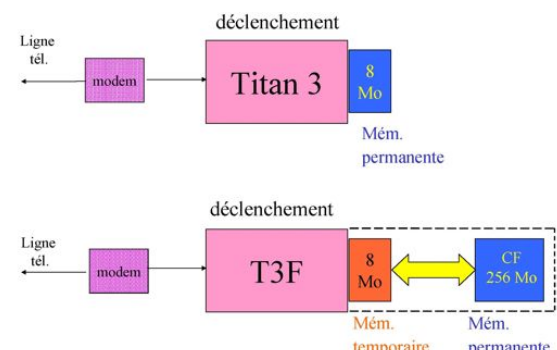 déclenchement
Ligne
tél.
modem
Titan 3
8
Mo
Mém.
permanente
déclenchement
Ligne
tél.
modem
T3F
8
Mo
CF
256 Mo
Mém.
temporaire
Mém.
permanente